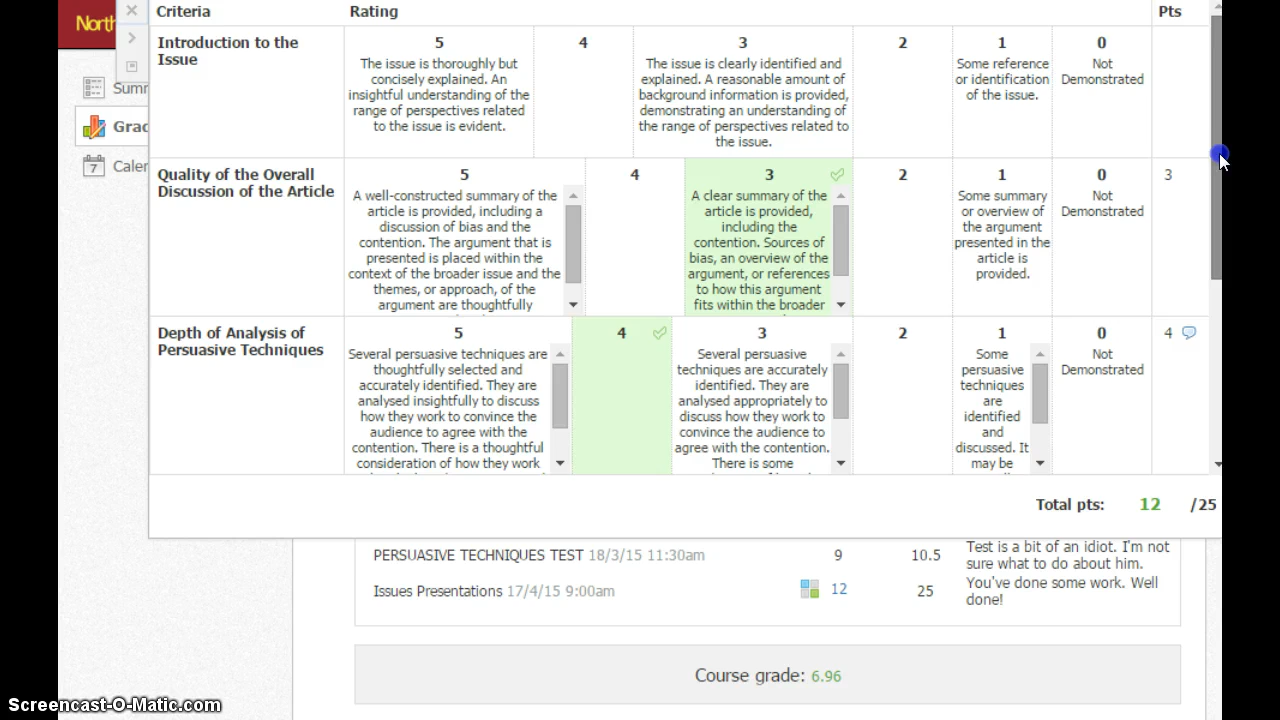 North
Summ
Grad
7 Calen
Criteria Rating Pts
Introduction to the
Issue
5
The issue is thoroughly but
concisely explained. An
insightful understanding of the
range of perspectives related
to the issue is evident.
4
3
The issue is clearly identified and
explained. A reasonable amount of
background information is provided,
demonstrating an understanding of
the range of perspectives related to
the issue.
2
1
Some reference
or identification
of the issue.
0
Not
Demonstrated
Quality of the Overall
Discussion of the Article
5
A well-constructed summary of the
article is provided, including a
discussion of bias and the
contention. The argument that is
presented is placed within the
context of the broader issue and the
themes, or approach, of the
argument are thoughtfully
4
3
A clear summary of the
article is provided,
including the
contention. Sources of
bias, an overview of the
argument, or references
to how this argument
fits within the broader
2
1
Some summary
or overview of
the argument
presented in the
article is
provided.
0
Not
Demonstrated
3
Depth of Analysis of
Persuasive Techniques
5
Several persuasive techniques are
thoughtfully selected and
accurately identified. They are
analysed insightfully to discuss
how they work to convince the
audience to agree with the
contention. There is a thoughtful
consideration of how they work
4
3
Several persuasive
techniques are accurately
identified. They are
analysed appropriately to
discuss how they work to
convince the audience to
agree with the contention.
There is some
2
1
Some
persuasive
techniques
are
identified
and
discussed. It
may be
0
Not
Demonstrated
4
Total pts: 12 /25
PERSUASIVE TECHNIQUES TEST 18/3/15 11:30am 9 10.5
Test is a bit of an idiot. I'm not
sure what to do about him.
Issues Presentations 17/4/15 9:00am 12 25
You've done some work. Well
done!
Course grade: 6.96
Screencast-O-Matic.com